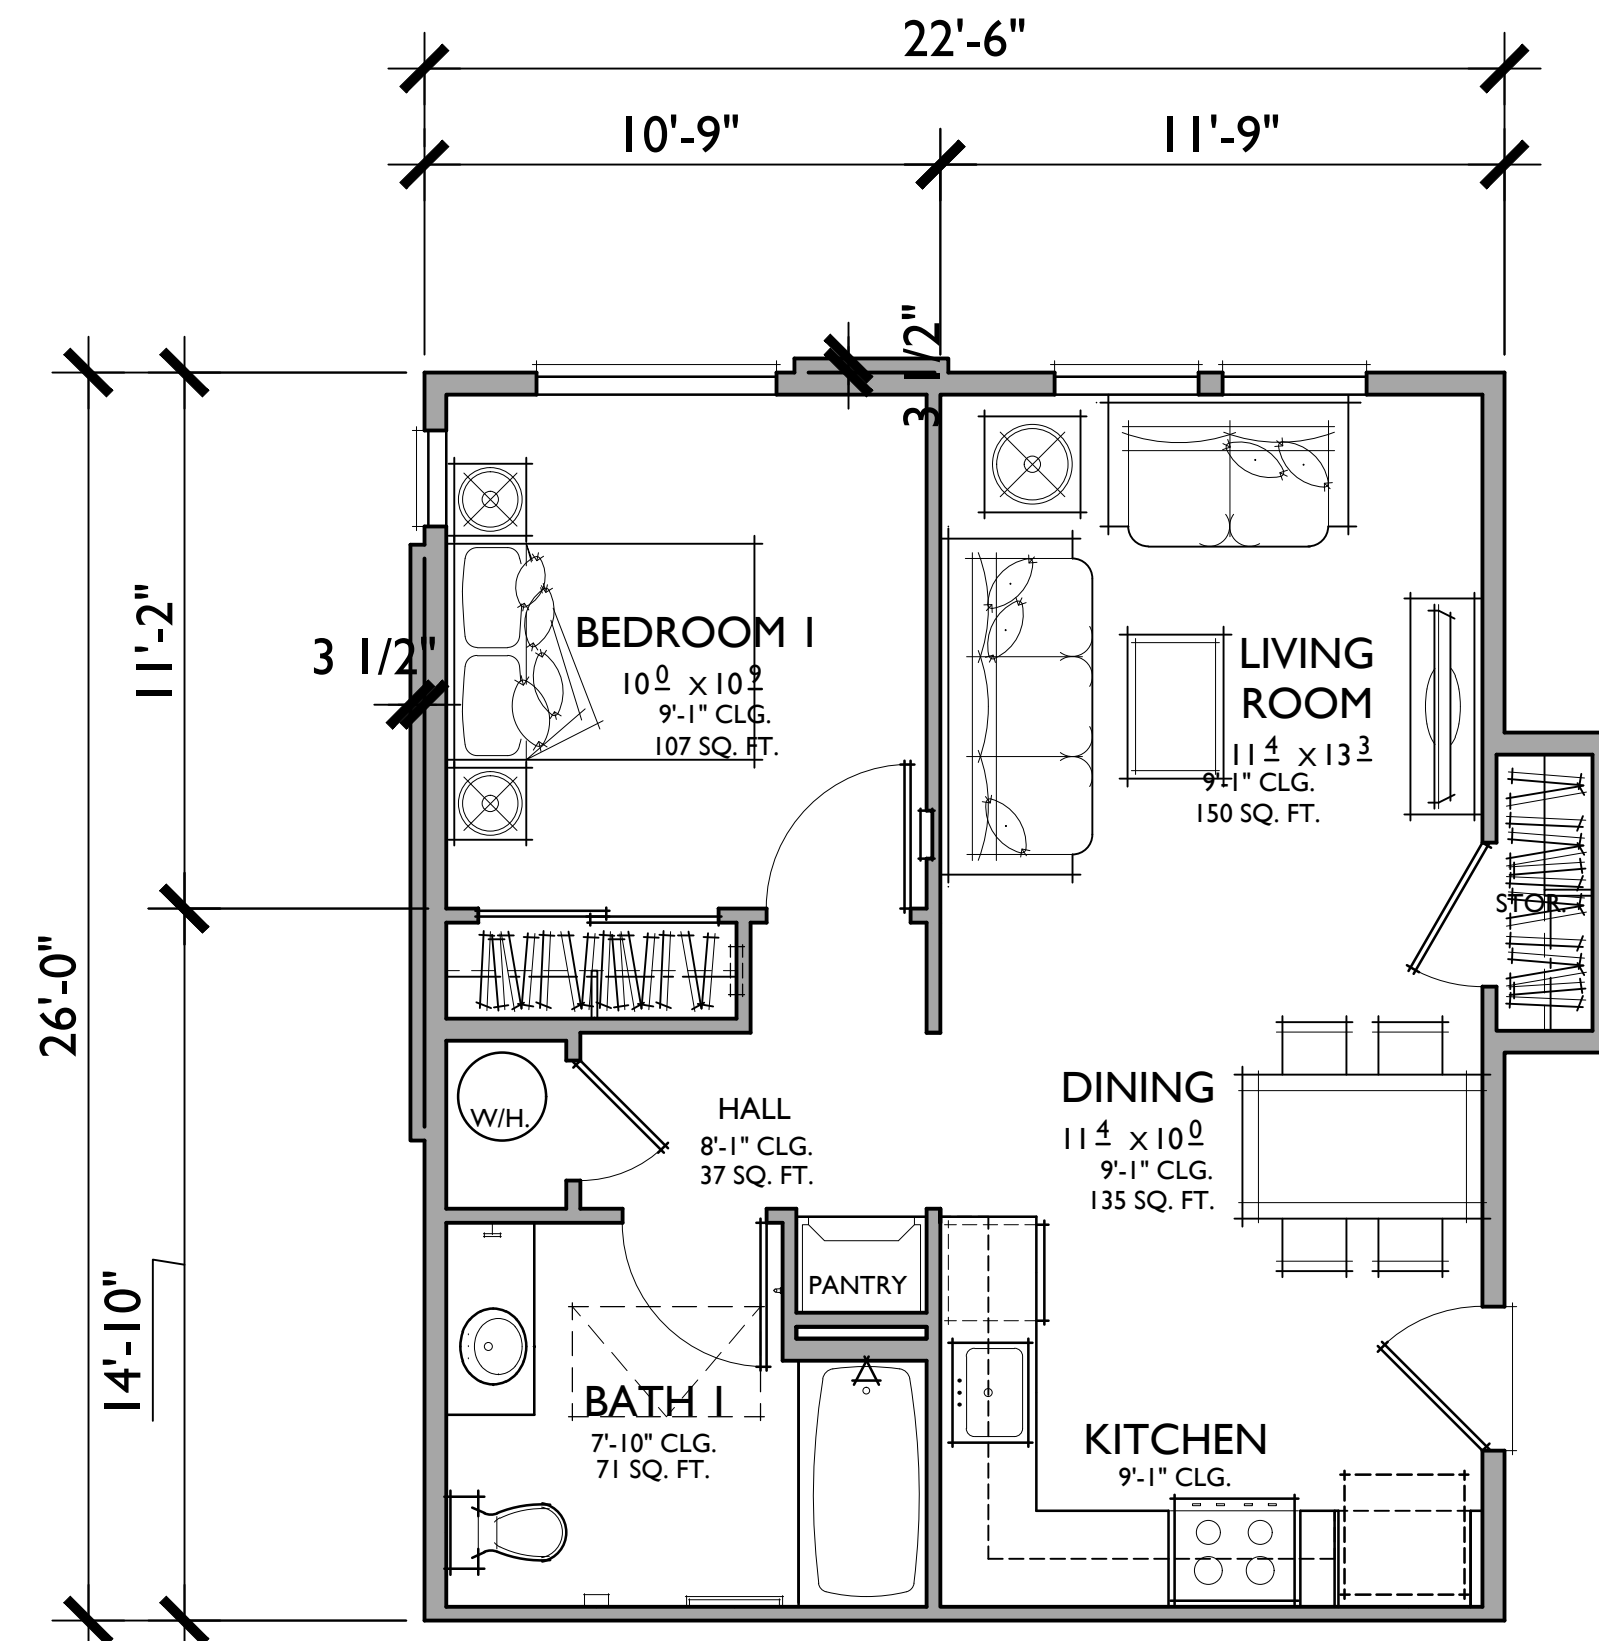 22'-6"
10'-9"
11'-9"
3 1/2"
11'-2"
3 1/2"
BEDROOM 1
10 0 x 10 9
9'-1" CLG.
107 SQ. FT.
LIVING
ROOM
11 4 x 13 3
9'-1" CLG.
150 SQ. FT.
STOR.
26'-0"
W/H.
HALL
8'-1" CLG.
37 SQ. FT.
DINING
11 4 x 10 0
9'-1" CLG.
135 SQ. FT.
14'-10"
PANTRY
BATH 1
7'-10" CLG.
71 SQ. FT.
KITCHEN
9'-1" CLG.